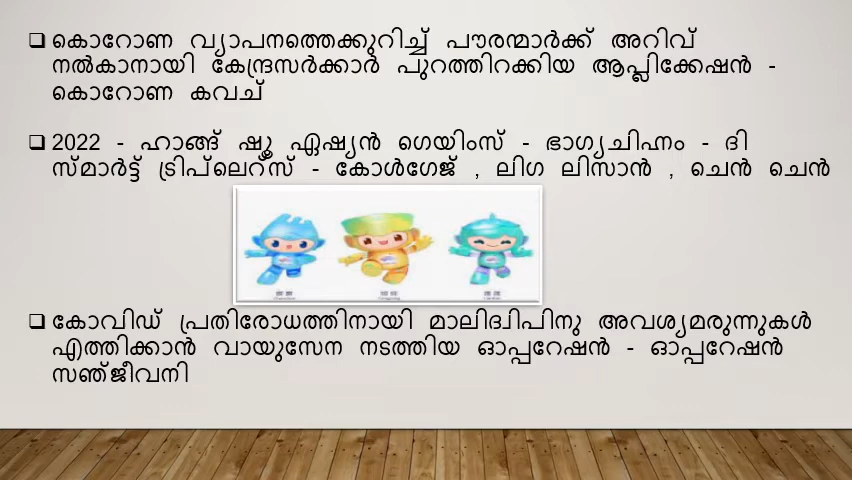 ❑ കൊറോണ വ്യാപനത്തെക്കുറിച്ച് പൗരന്മാർക്ക് അറിവ്
നൽകാനായി കേന്ദ്രസർക്കാർ പുറത്തിറക്കിയ ആപ്ലിക്കേഷൻ -
കൊറോണ കവച്
❑ 2022 - ഹാങ്ങ് ഷൂ ഏഷ്യൻ ഗെയിംസ് - ഭാഗ്യചിഹ്നം - ദി
സ്മാർട്ട് ട്രിപ്ലെറ്റ്സ് - കോൾഗേജ് , ലിഗ ലിസാൻ , ചെൻ ചെൻ
❑ കോവിഡ് പ്രതിരോധത്തിനായി മാലിദ്വിപിനു അവശ്യമരുന്നുകൾ
എത്തിക്കാൻ വായുസേന നടത്തിയ ഓപ്പറേഷൻ - ഓപ്പറേഷൻ
സഞ്ജീവനി